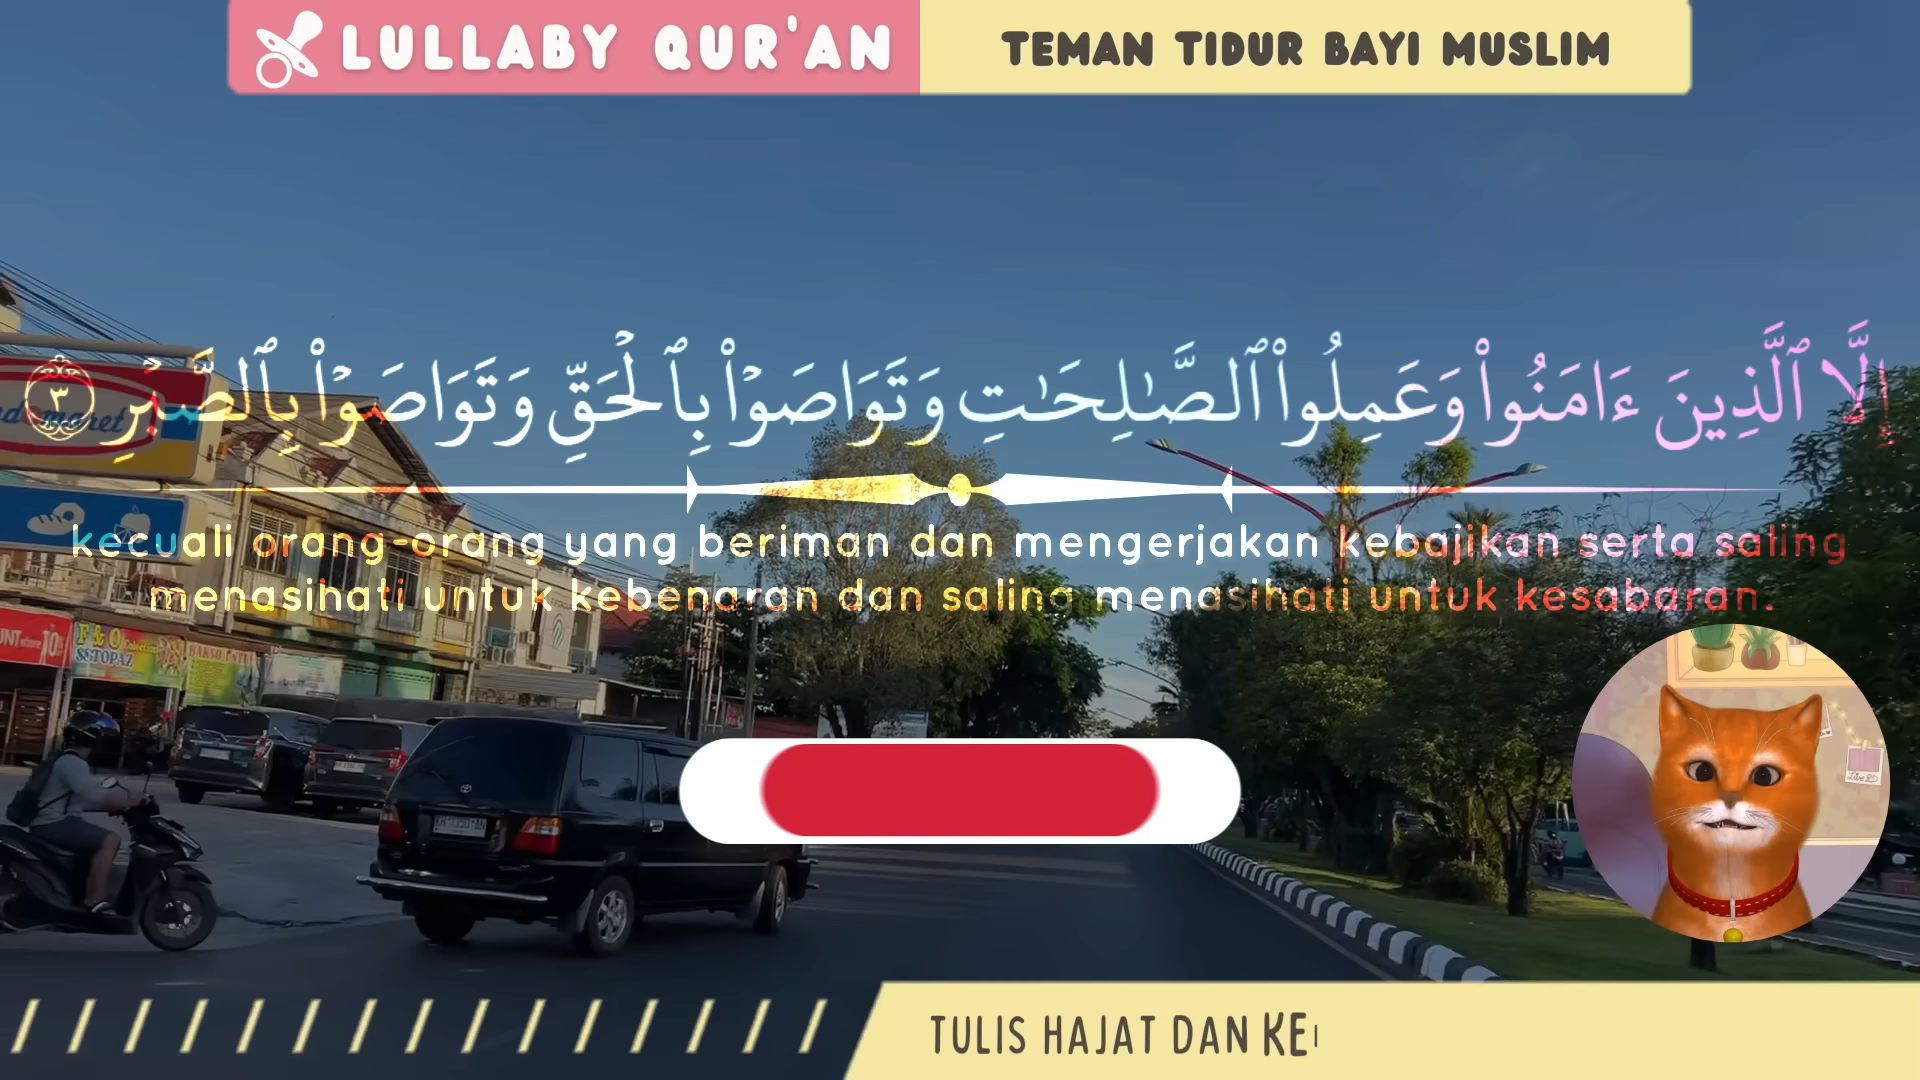 LULLABY QUR'AN
TEMAN TIDUR BAYI MUSLIM
إِلَّا ٱلَّذِينَ ءَامَنُوا۟ وَعَمِلُوا۟ ٱلصَّـٰلِحَـٰتِ وَتَوَاصَوْا۟ بِٱلْحَقِّ وَتَوَاصَوْا۟ بِٱلصَّبْرِ ٣
kecuali orang-orang yang beriman dan mengerjakan kebajikan serta saling
menasihati untuk kebenaran dan saling menasihati untuk kesabaran.
F & O
SSTOPAZ
TULIS HAJAT DAN KE